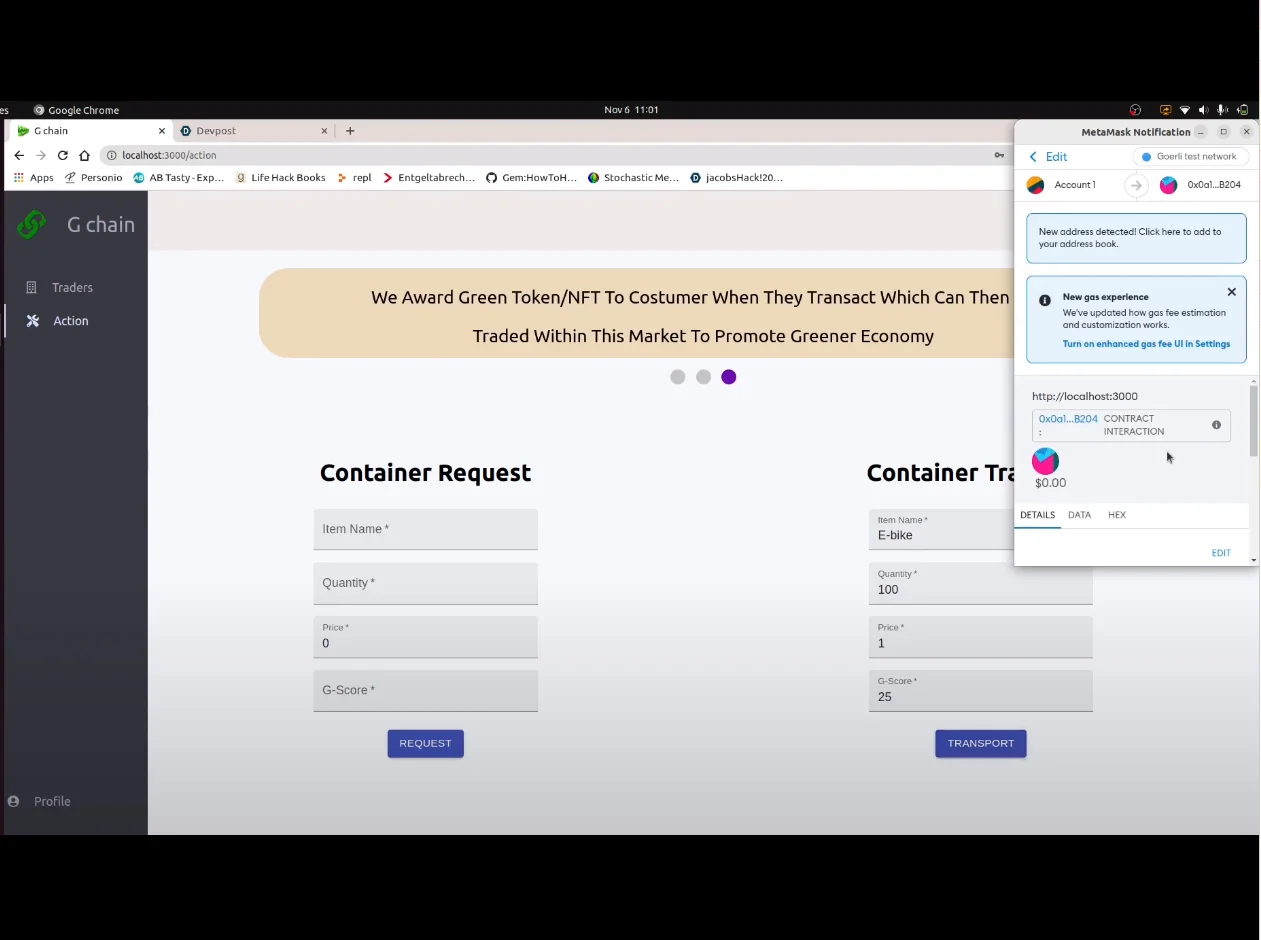 es
Google Chrome
Nov 6 11:01
G chain
Devpost
localhost:3000/action
Apps
Personio
AB Tasty - Exp...
Life Hack Books
repl
Entgeltabrech...
Gem:HowToH...
Stochastic Me...
jacobsHack!20...
G chain
Traders
Action
Profile
We Award Green Token/NFT To Costumer When They Transact Which Can Then
Traded Within This Market To Promote Greener Economy
Container Request
Item Name *
Quantity *
Price *
0
G-Score *
REQUEST
Container Tra
Item Name *
E-bike
Quantity *
100
Price *
1
G-Score *
25
TRANSPORT
MetaMask Notification
Edit
Goerli test network
Account 1
0x0a1...B204
New address detected! Click here to add to
your address book.
New gas experience
We've updated how gas fee estimation
and customization works.
Turn on enhanced gas fee UI in Settings
http://localhost:3000
0x0a1...B204
:
CONTRACT
INTERACTION
$0.00
DETAILS
DATA
HEX
EDIT